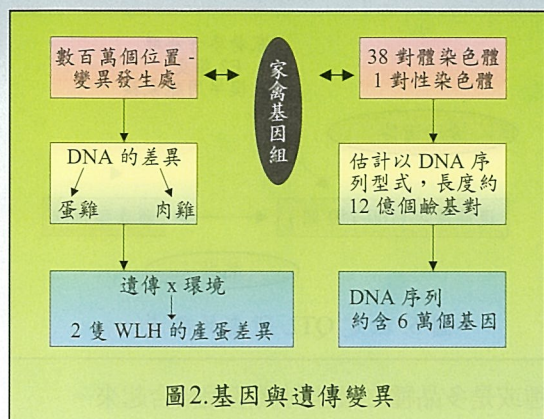 數百萬個位置 -
變異發生處
家禽基因組
38 對體染色體
1 對性染色體
DNA 的差異
蛋雞 肉雞
估計以 DNA 序
列型式，長度約
12 億個鹼基對
遺傳 x 環境
2 隻 WLH 的產蛋差異
DNA 序列
約含 6 萬個基因
圖2.基因與遺傳變異